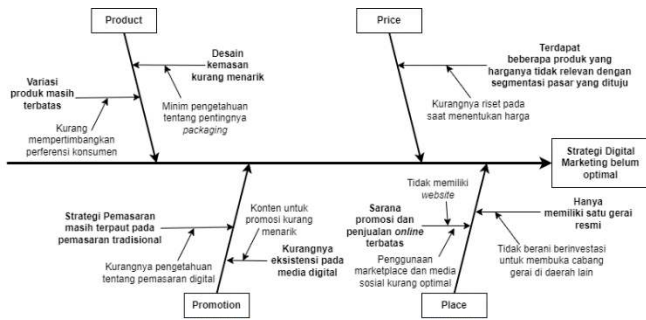 Product
Price
Desain
kemasan
kurang menarik
Variasi
produk masih
terbatas
Minim pengetahuan
tentang pentingnya
packaging
Kurang
mempertimbangkan
perferensi konsumen
Terdapat
beberapa produk yang
harganya tidak relevan dengan
segmentasi pasar yang dituju
Kurangnya riset pada
saat menentukan harga
Strategi Digital
Marketing belum
optimal
Strategi Pemasaran
masih terpaut pada
pemasaran tradisional
Kurangnya pengetahuan
tentang pemasaran digital
Konten untuk
promosi kurang
menarik
Kurangnya
eksistensi pada
media digital
Tidak memiliki
website
Sarana
promosi dan
penjualan online
terbatas
Penggunaan
marketplace dan media
sosial kurang optimal
Hanya
memiliki satu gerai
resmi
Tidak berani berinvestasi
untuk membuka cabang
gerai di daerah lain
Promotion
Place